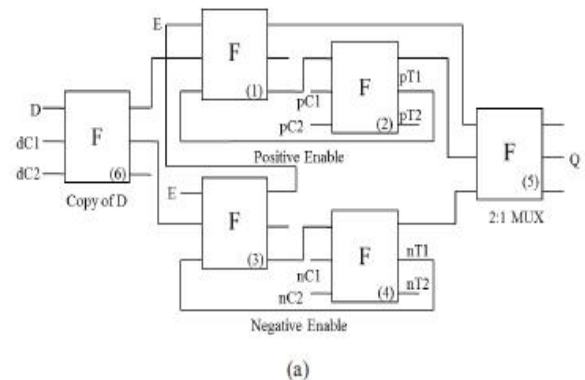 E
F
(1)
F
pC1
pC2
pT1
pT2
(2)
Positive Enable
D
dC1
dC2
F
(6)
Copy of D
E
F
(3)
F
nC1
nC2
nT1
nT2
(4)
Negative Enable
F
(5)
Q
2:1 MUX
(a)